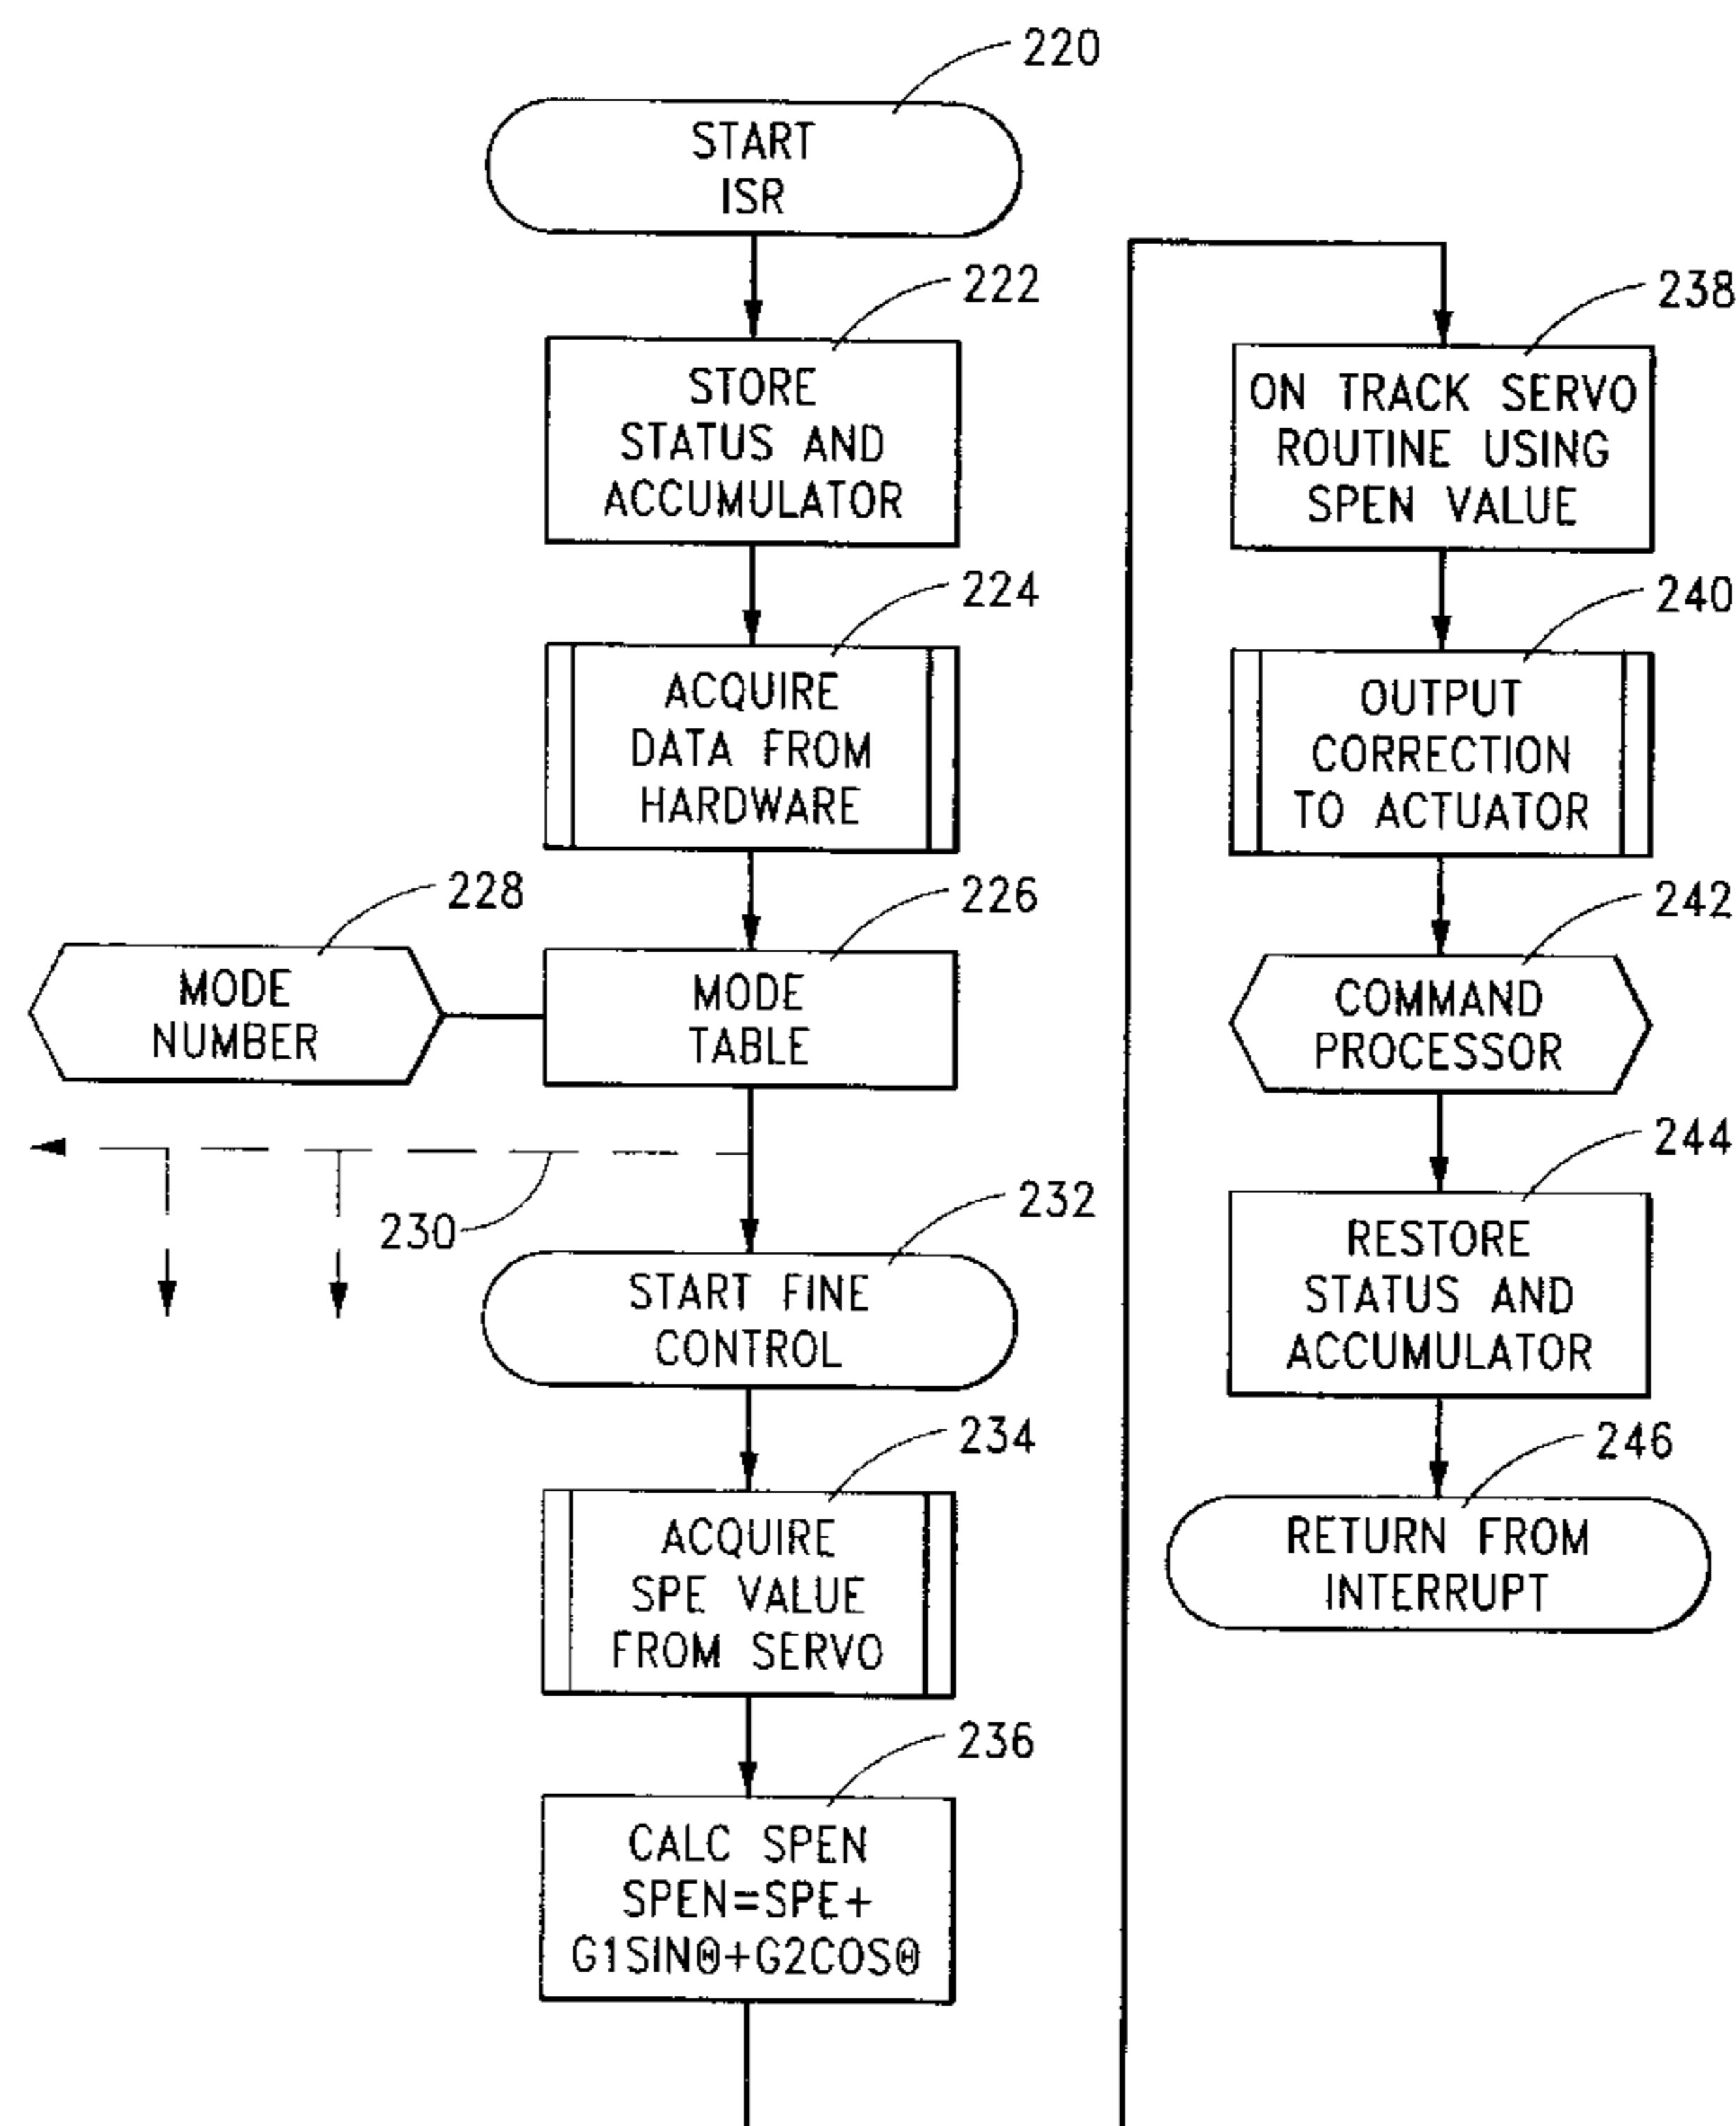 220
START
ISR
222
STORE
STATUS AND
ACCUMULATOR
224
ACQUIRE
DATA FROM
HARDWARE
228
MODE
NUMBER
226
MODE
TABLE
230
232
START FINE
CONTROL
234
ACQUIRE
SPE VALUE
FROM SERVO
236
CALC SPEN
SPEN=SPE+
G1SINΘ+G2COSΘ
238
ON TRACK SERVO
ROUTINE USING
SPEN VALUE
240
OUTPUT
CORRECTION
TO ACTUATOR
242
COMMAND
PROCESSOR
244
RESTORE
STATUS AND
ACCUMULATOR
246
RETURN FROM
INTERRUPT